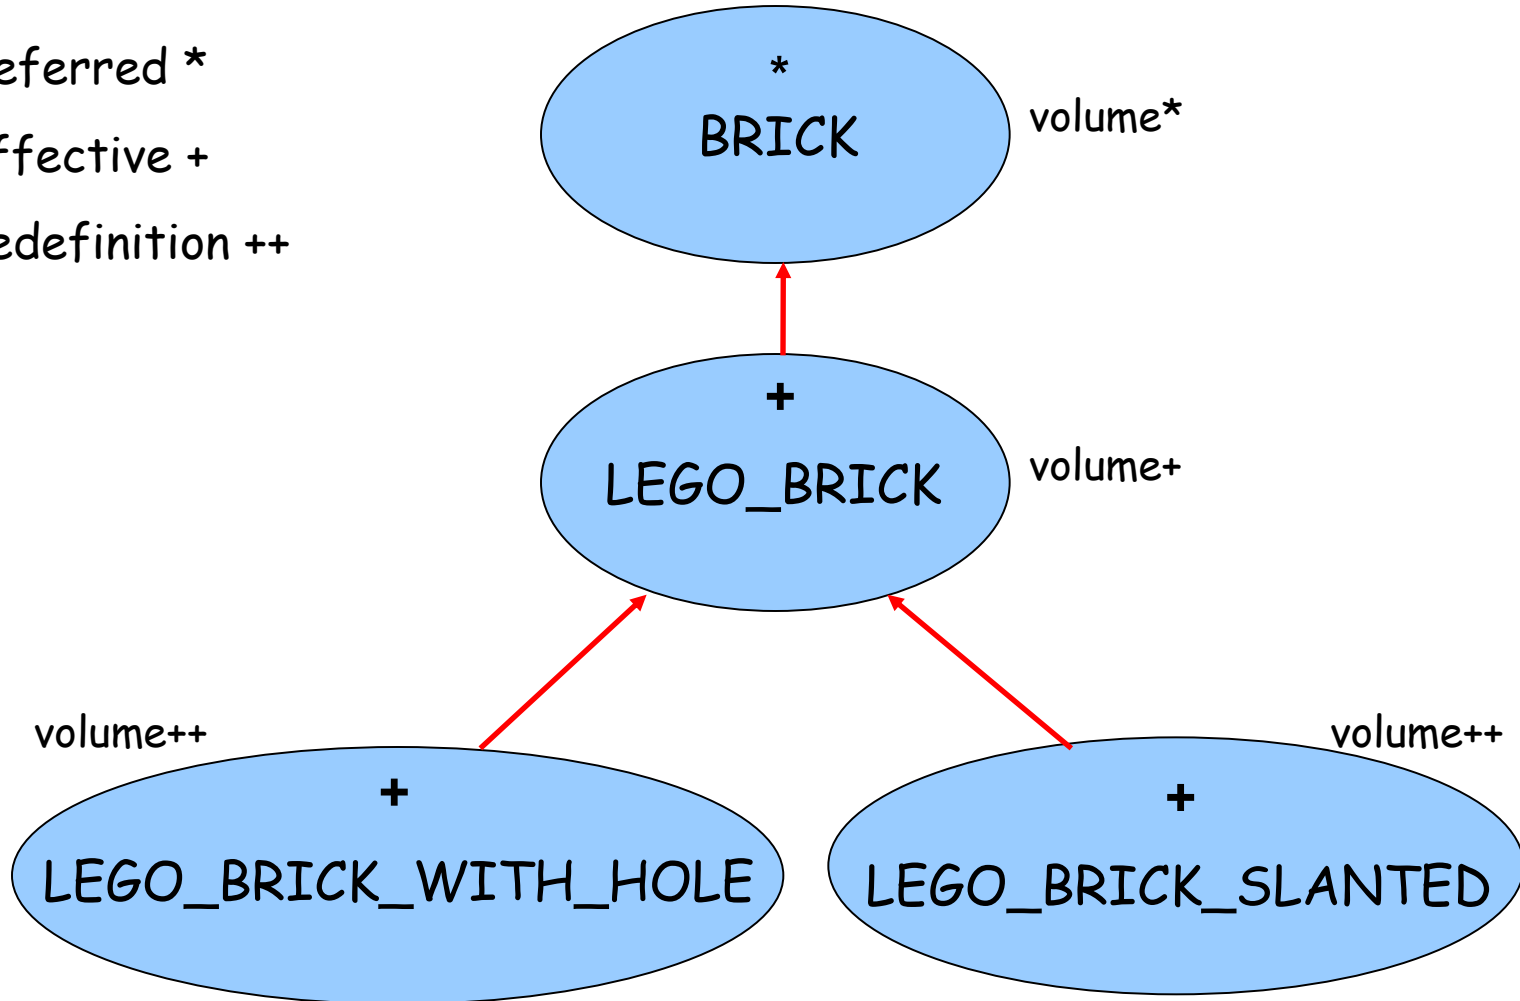 eferred *
ffective +
edefinition ++
*
BRICK
volume*
+
LEGO_BRICK
volume+
volume++
+
LEGO_BRICK_WITH_HOLE
volume++
+
LEGO_BRICK_SLANTED